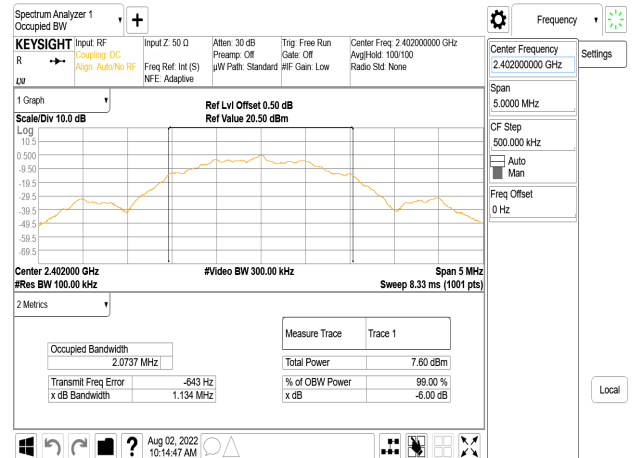 Spectrum Analyzer 1
Occupied BW
▼
+
Frequency
KEYSIGHT
R
LXI
Input: RF
Coupling: DC
Align: Auto/No RF
Input Z: 50 Ω
Freq Ref: Int (S)
NFE: Adaptive
Atten: 30 dB
Preamp: Off
µW Path: Standard
Trig: Free Run
Gate: Off
#IF Gain: Low
Center Freq: 2.402000000 GHz
Avg|Hold: 100/100
Radio Std: None
Center Frequency
2.402000000 GHz
Settings
Span
5.0000 MHz
CF Step
500.000 kHz
Auto
Man
Freq Offset
0 Hz
Local
1 Graph
Scale/Div 10.0 dB
Ref Lvl Offset 0.50 dB
Ref Value 20.50 dBm
Log
10.5
0.500
-9.50
-19.5
-29.5
-39.5
-49.5
-59.5
-69.5
Center 2.402000 GHz
#Res BW 100.00 kHz
#Video BW 300.00 kHz
Span 5 MHz
Sweep 8.33 ms (1001 pts)
2 Metrics
Measure Trace Trace 1
Occupied Bandwidth
2.0737 MHz
Total Power 7.60 dBm
Transmit Freq Error -643 Hz
% of OBW Power 99.00 %
x dB Bandwidth 1.134 MHz
x dB -6.00 dB
?
Aug 02, 2022
10:14:47 AM